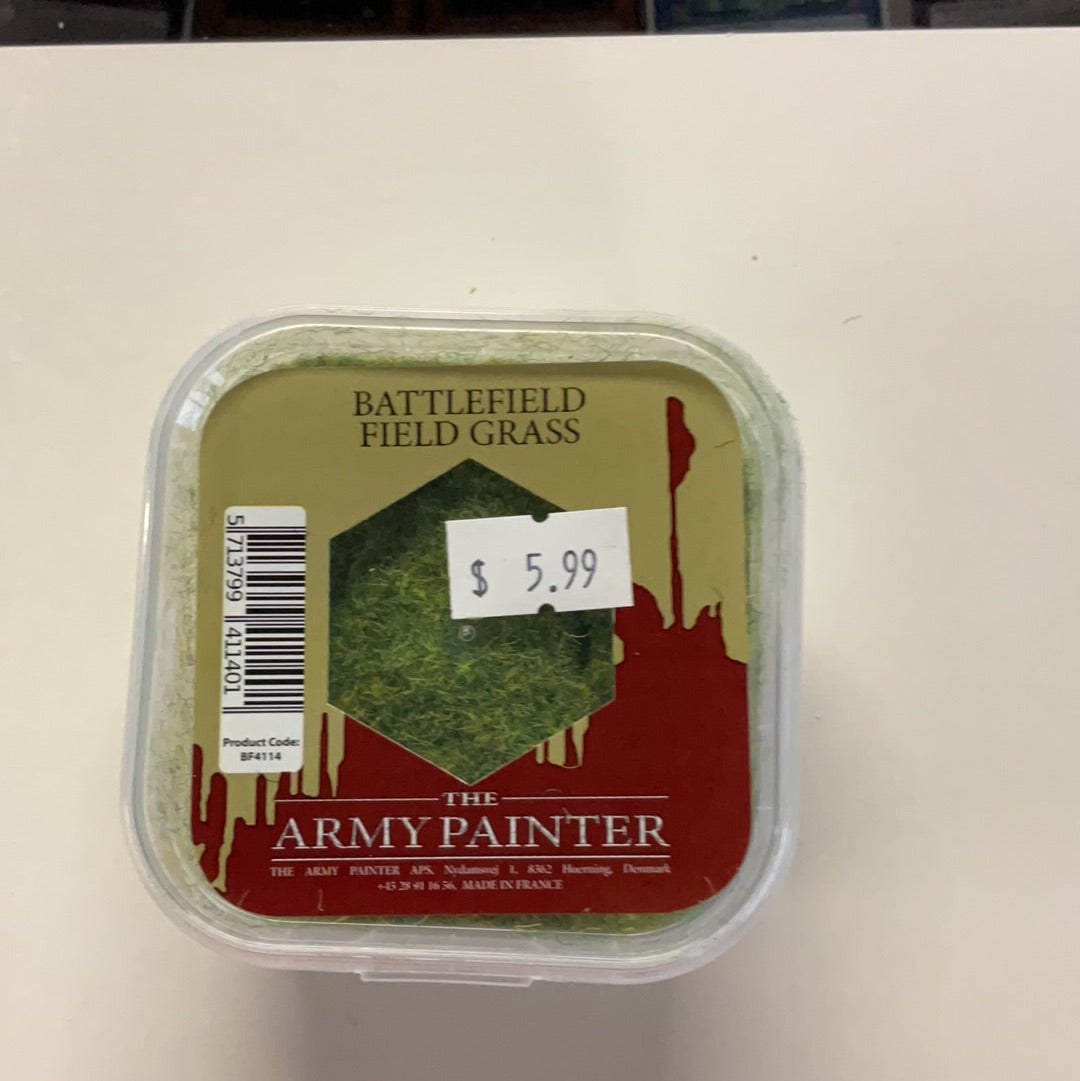 BATTLEFIELD
FIELD GRASS
$ 5.99
5 713799 411401
Product Code:
BF4114
THE
ARMY PAINTER
THE ARMY PAINTER APS. Nydamsvej 1, 8362 Hoerning, Denmark
+45 28 91 16 56, MADE IN FRANCE